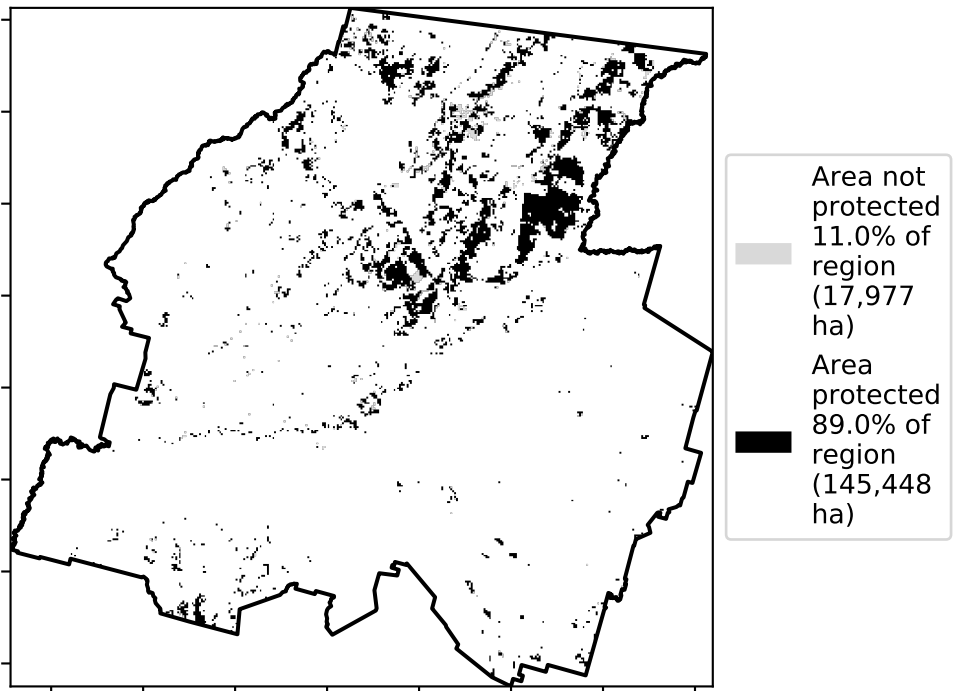 Area not
protected
11.0% of
region
(17,977
ha)
Area
protected
89.0% of
region
(145,448
ha)